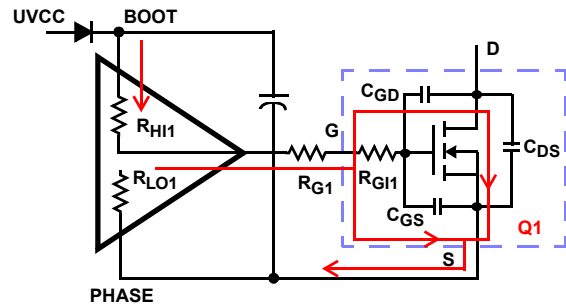 UVCC
BOOT
D
CGD
RHI1
G
CDS
RLO1
RG1
RGI1
CGS
Q1
S
PHASE